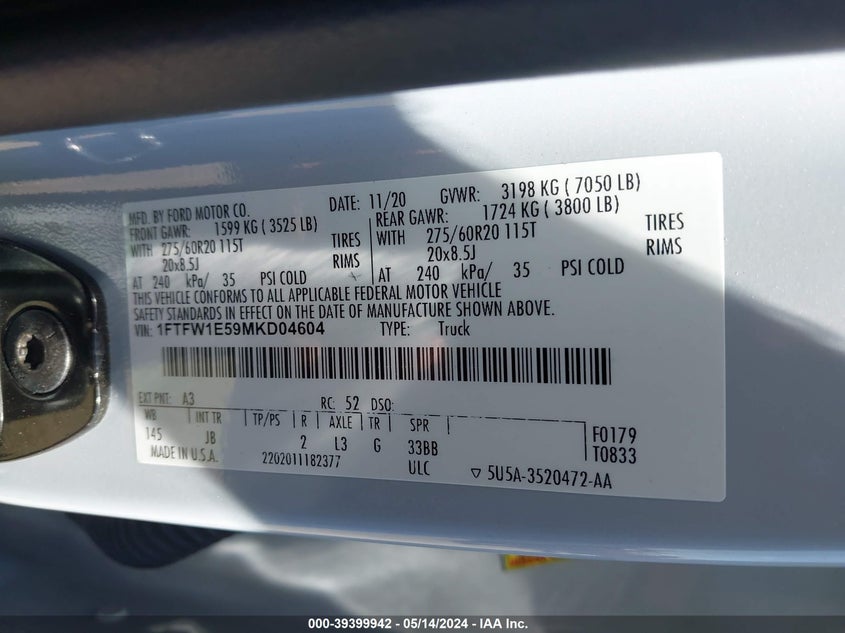 MFD. BY FORD MOTOR CO. DATE: 11/20 GVWR: 3198 KG ( 7050 LB)
FRONT GAWR: 1599 KG ( 3525 LB) REAR GAWR: 1724 KG ( 3800 LB)
WITH 275/60R20 115T TIRES WITH 275/60R20 115T TIRES
20x8.5J RIMS 20x8.5J RIMS
AT 240 kPa/ 35 PSI COLD AT 240 kPa/ 35 PSI COLD
THIS VEHICLE CONFORMS TO ALL APPLICABLE FEDERAL MOTOR VEHICLE
SAFETY STANDARDS IN EFFECT ON THE DATE OF MANUFACTURE SHOWN ABOVE.
VIN: 1FTFW1E59MKD04604 TYPE: Truck
EXT PNT: A3 RC: 52 DSO:
WB INT TR TP/PS R AXLE TR SPR F0179
145 JB 2 L3 G 33BB T0833
MADE IN U.S.A. 2202011182377 ULC ▽ 5U5A-3520472-AA
000-39399942 / 05/14/2024 / IAA Inc.